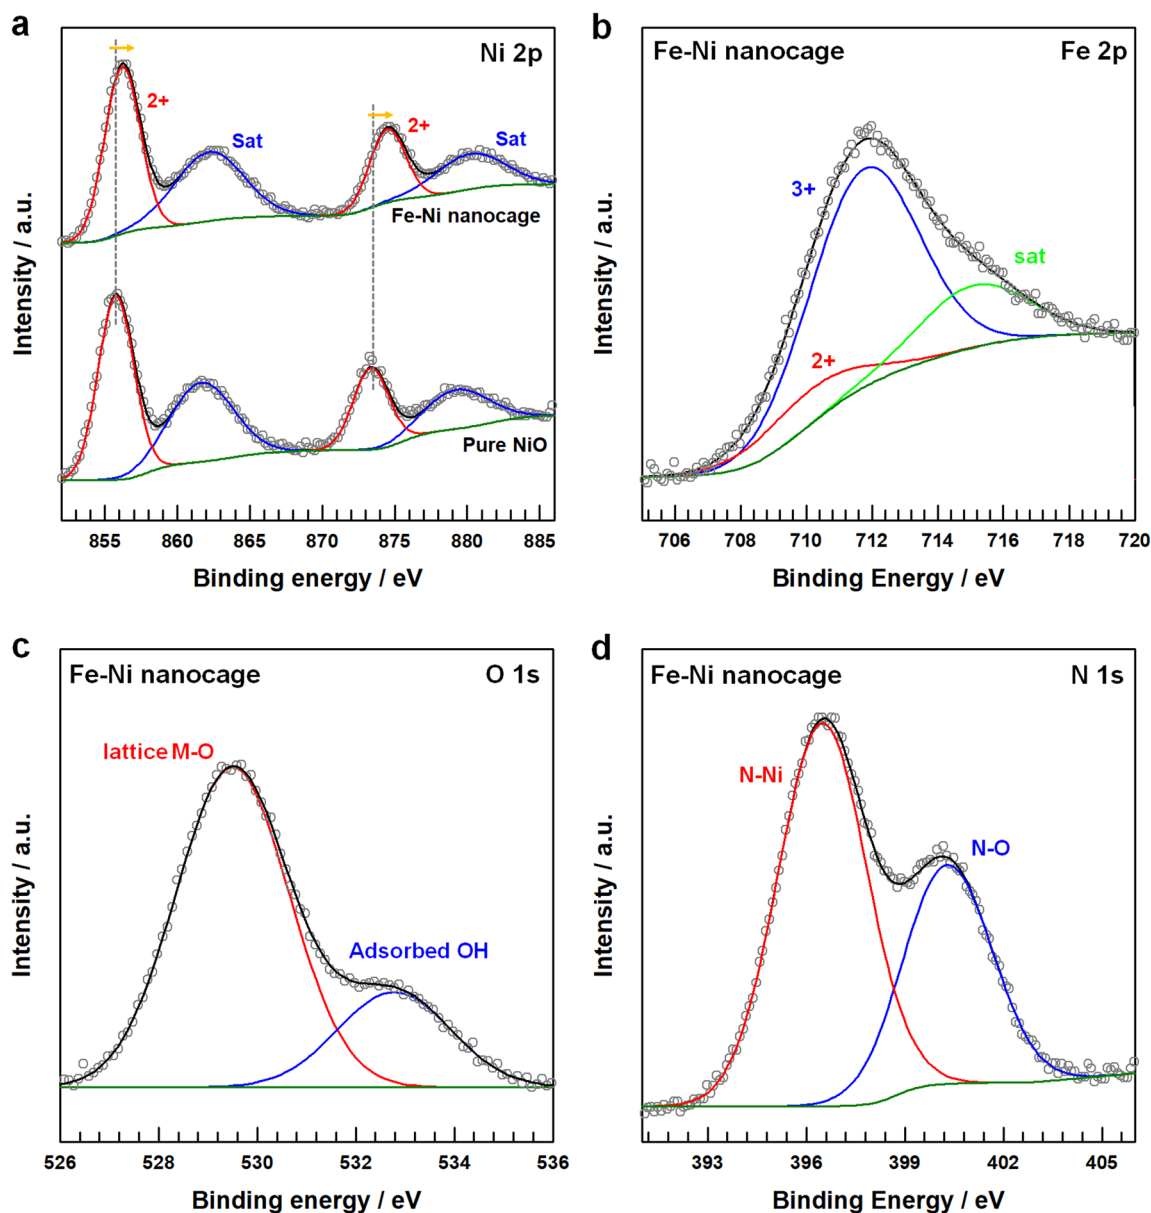 a
Ni 2p
2+
Sat
2+
Sat
Fe-Ni nanocage
Pure NiO
Intensity / a.u.
855 860 865 870 875 880 885
Binding energy / eV
b
Fe-Ni nanocage Fe 2p
3+
sat
2+
Intensity / a.u.
706 708 710 712 714 716 718 720
Binding Energy / eV
c
Fe-Ni nanocage O 1s
lattice M-O
Adsorbed OH
Intensity / a.u.
526 528 530 532 534 536
Binding energy / eV
d
Fe-Ni nanocage N 1s
N-Ni
N-O
Intensity / a.u.
393 396 399 402 405
Binding Energy / eV